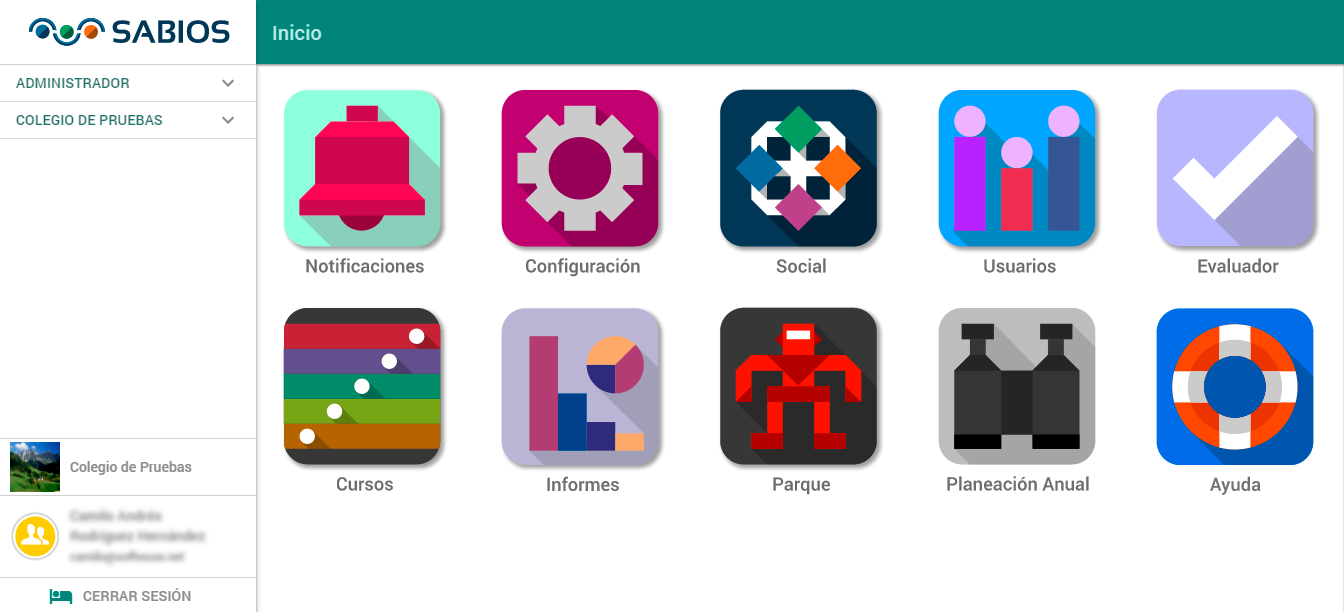 SABIOS
Inicio
ADMINISTRADOR
COLEGIO DE PRUEBAS
Notificaciones
Configuración
Social
Usuarios
Evaluador
Cursos
Informes
Parque
Planeación Anual
Ayuda
Colegio de Pruebas
CERRAR SESIÓN